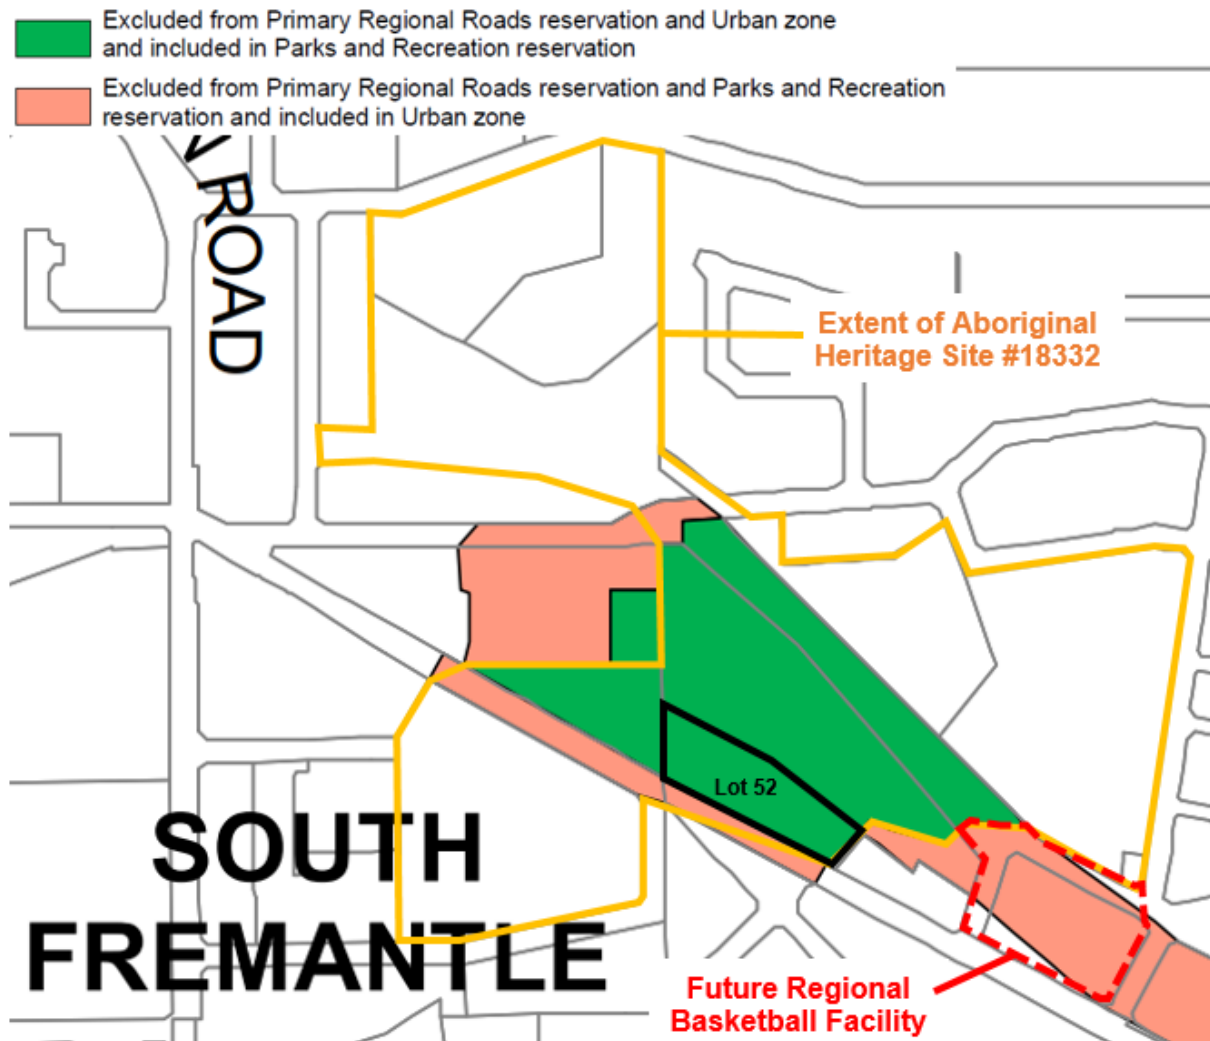 Excluded from Primary Regional Roads reservation and Urban zone
and included in Parks and Recreation reservation
Excluded from Primary Regional Roads reservation and Parks and Recreation
reservation and included in Urban zone
N ROAD
Extent of Aboriginal
Heritage Site #18332
Lot 52
SOUTH
FREMANTLE
Future Regional
Basketball Facility